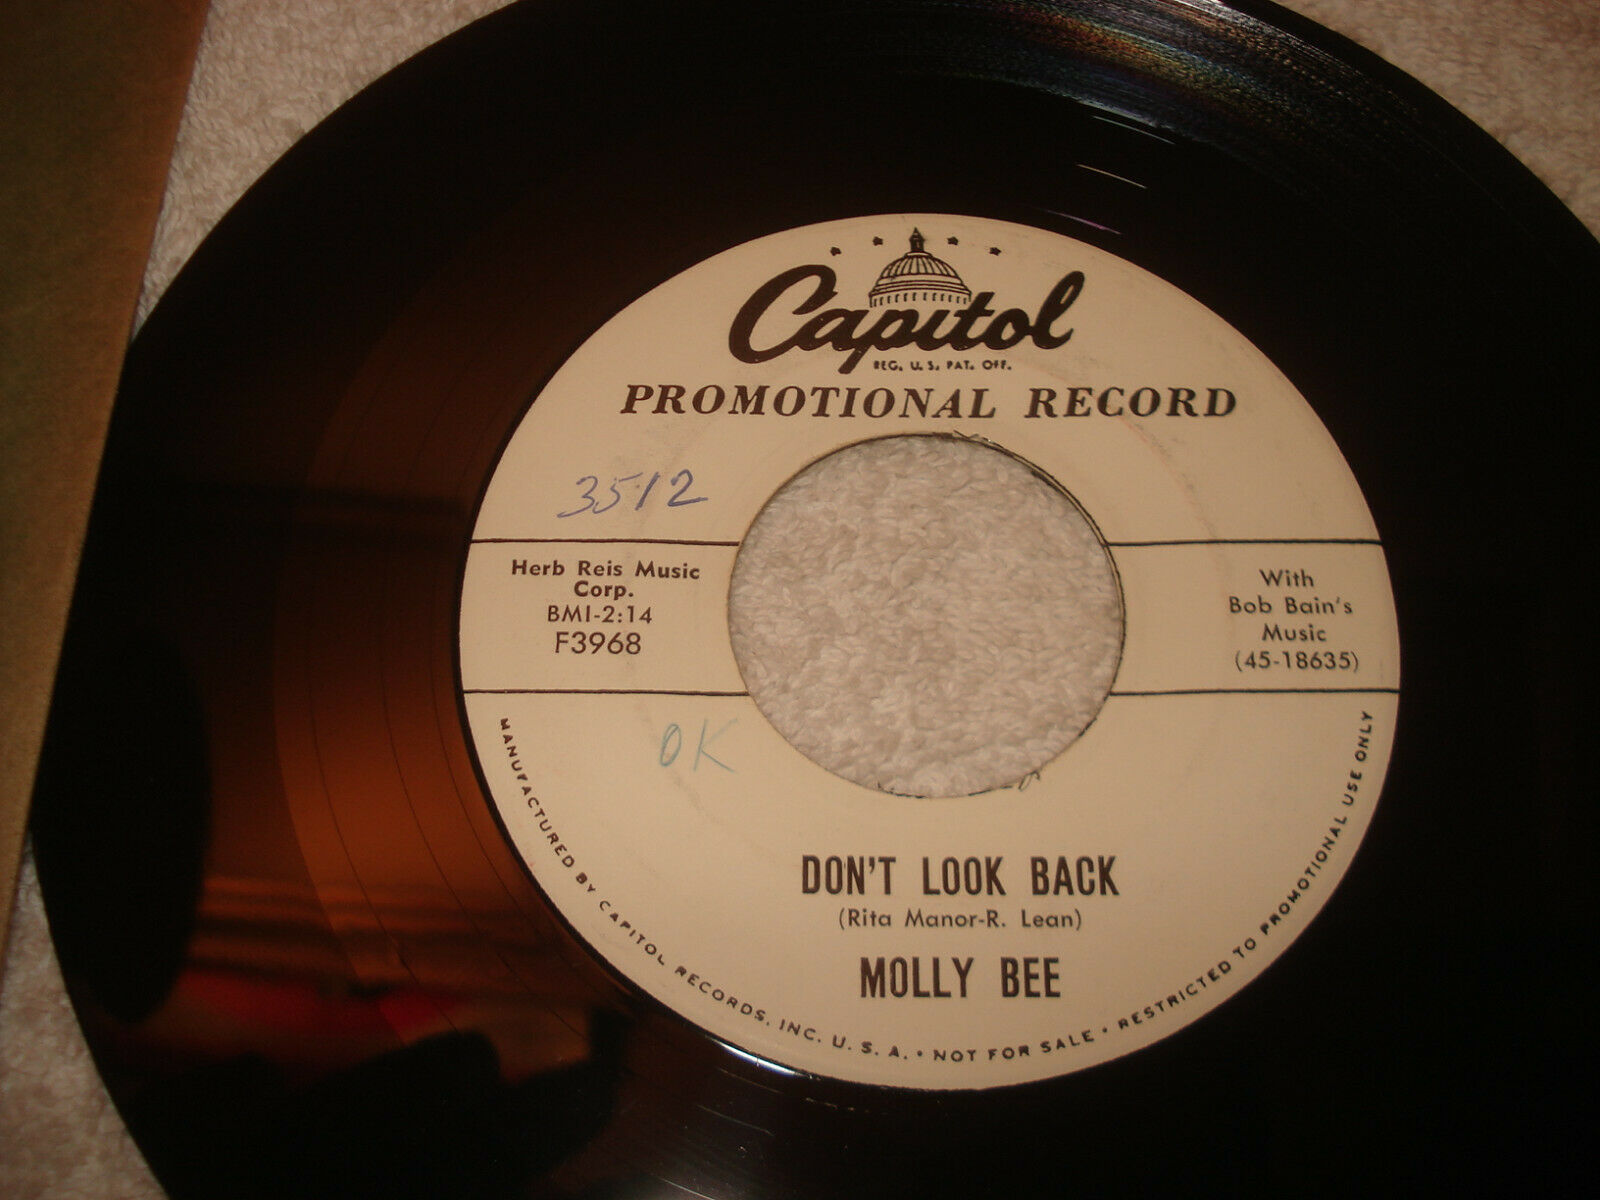 Capitol
REG. U. S. PAT. OFF.
PROMOTIONAL RECORD
3512
Herb Reis Music
Corp.
BMI-2:14
F3968
With
Bob Bain's
Music
(45-18635)
OK
DON'T LOOK BACK
(Rita Manor-R. Lean)
MOLLY BEE
MANUFACTURED BY CAPITOL RECORDS, INC. U. S. A. • NOT FOR SALE • RESTRICTED TO PROMOTIONAL USE ONLY